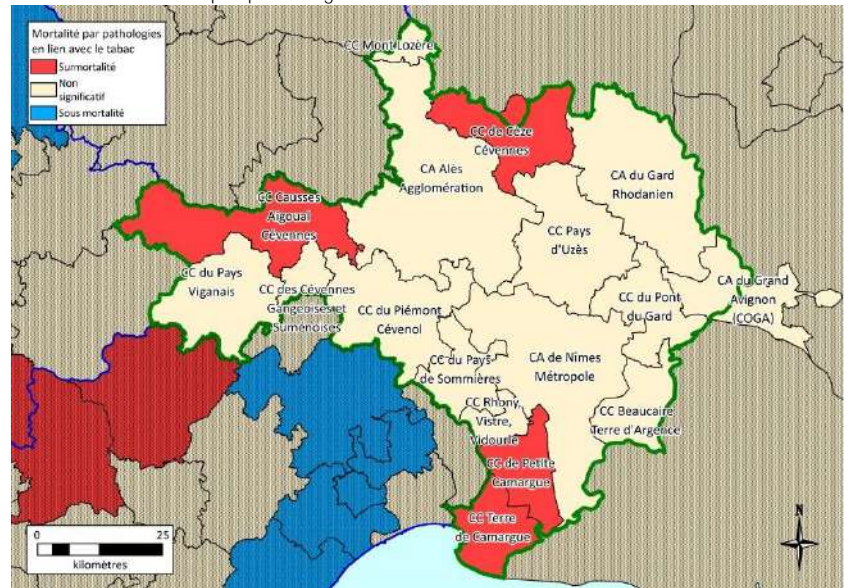 Mortalité par pathologies
en lien avec le tabac
Surmortalité
Non
significatif
Sous mortalité
CC Mont Lozère
CC de Cèze
Cévennes
CA Alès
Agglomération
CA du Gard
Rhodanien
CC Causses
Aigoual
Cévennes
CC Pays
d'Uzès
CC du Pays
Viganais
CC des Cévennes
Gangeoises et
Suménoises
CC du Piémont
Cévenol
CC du Pont
du Gard
CA du Grand
Avignon
(COGA)
CC du Pays
de Sommières
CA de Nîmes
Métropole
CC Rhony,
Vistre,
Vidourle
CC Beaucaire
Terre d'Argence
CC de Petite
Camargue
CC Terre
de Camargue
0 25
kilomètres
N